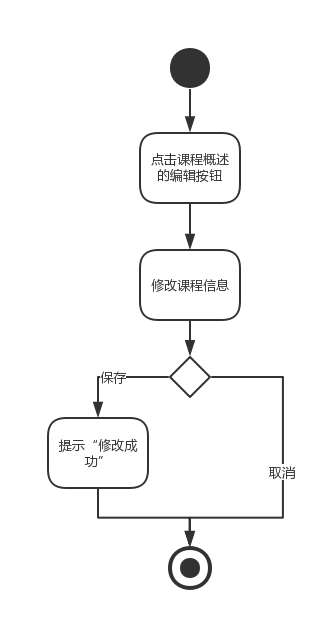 点击课程概述
的编辑按钮
修改课程信息
保存
提示“修改成
功”
取消